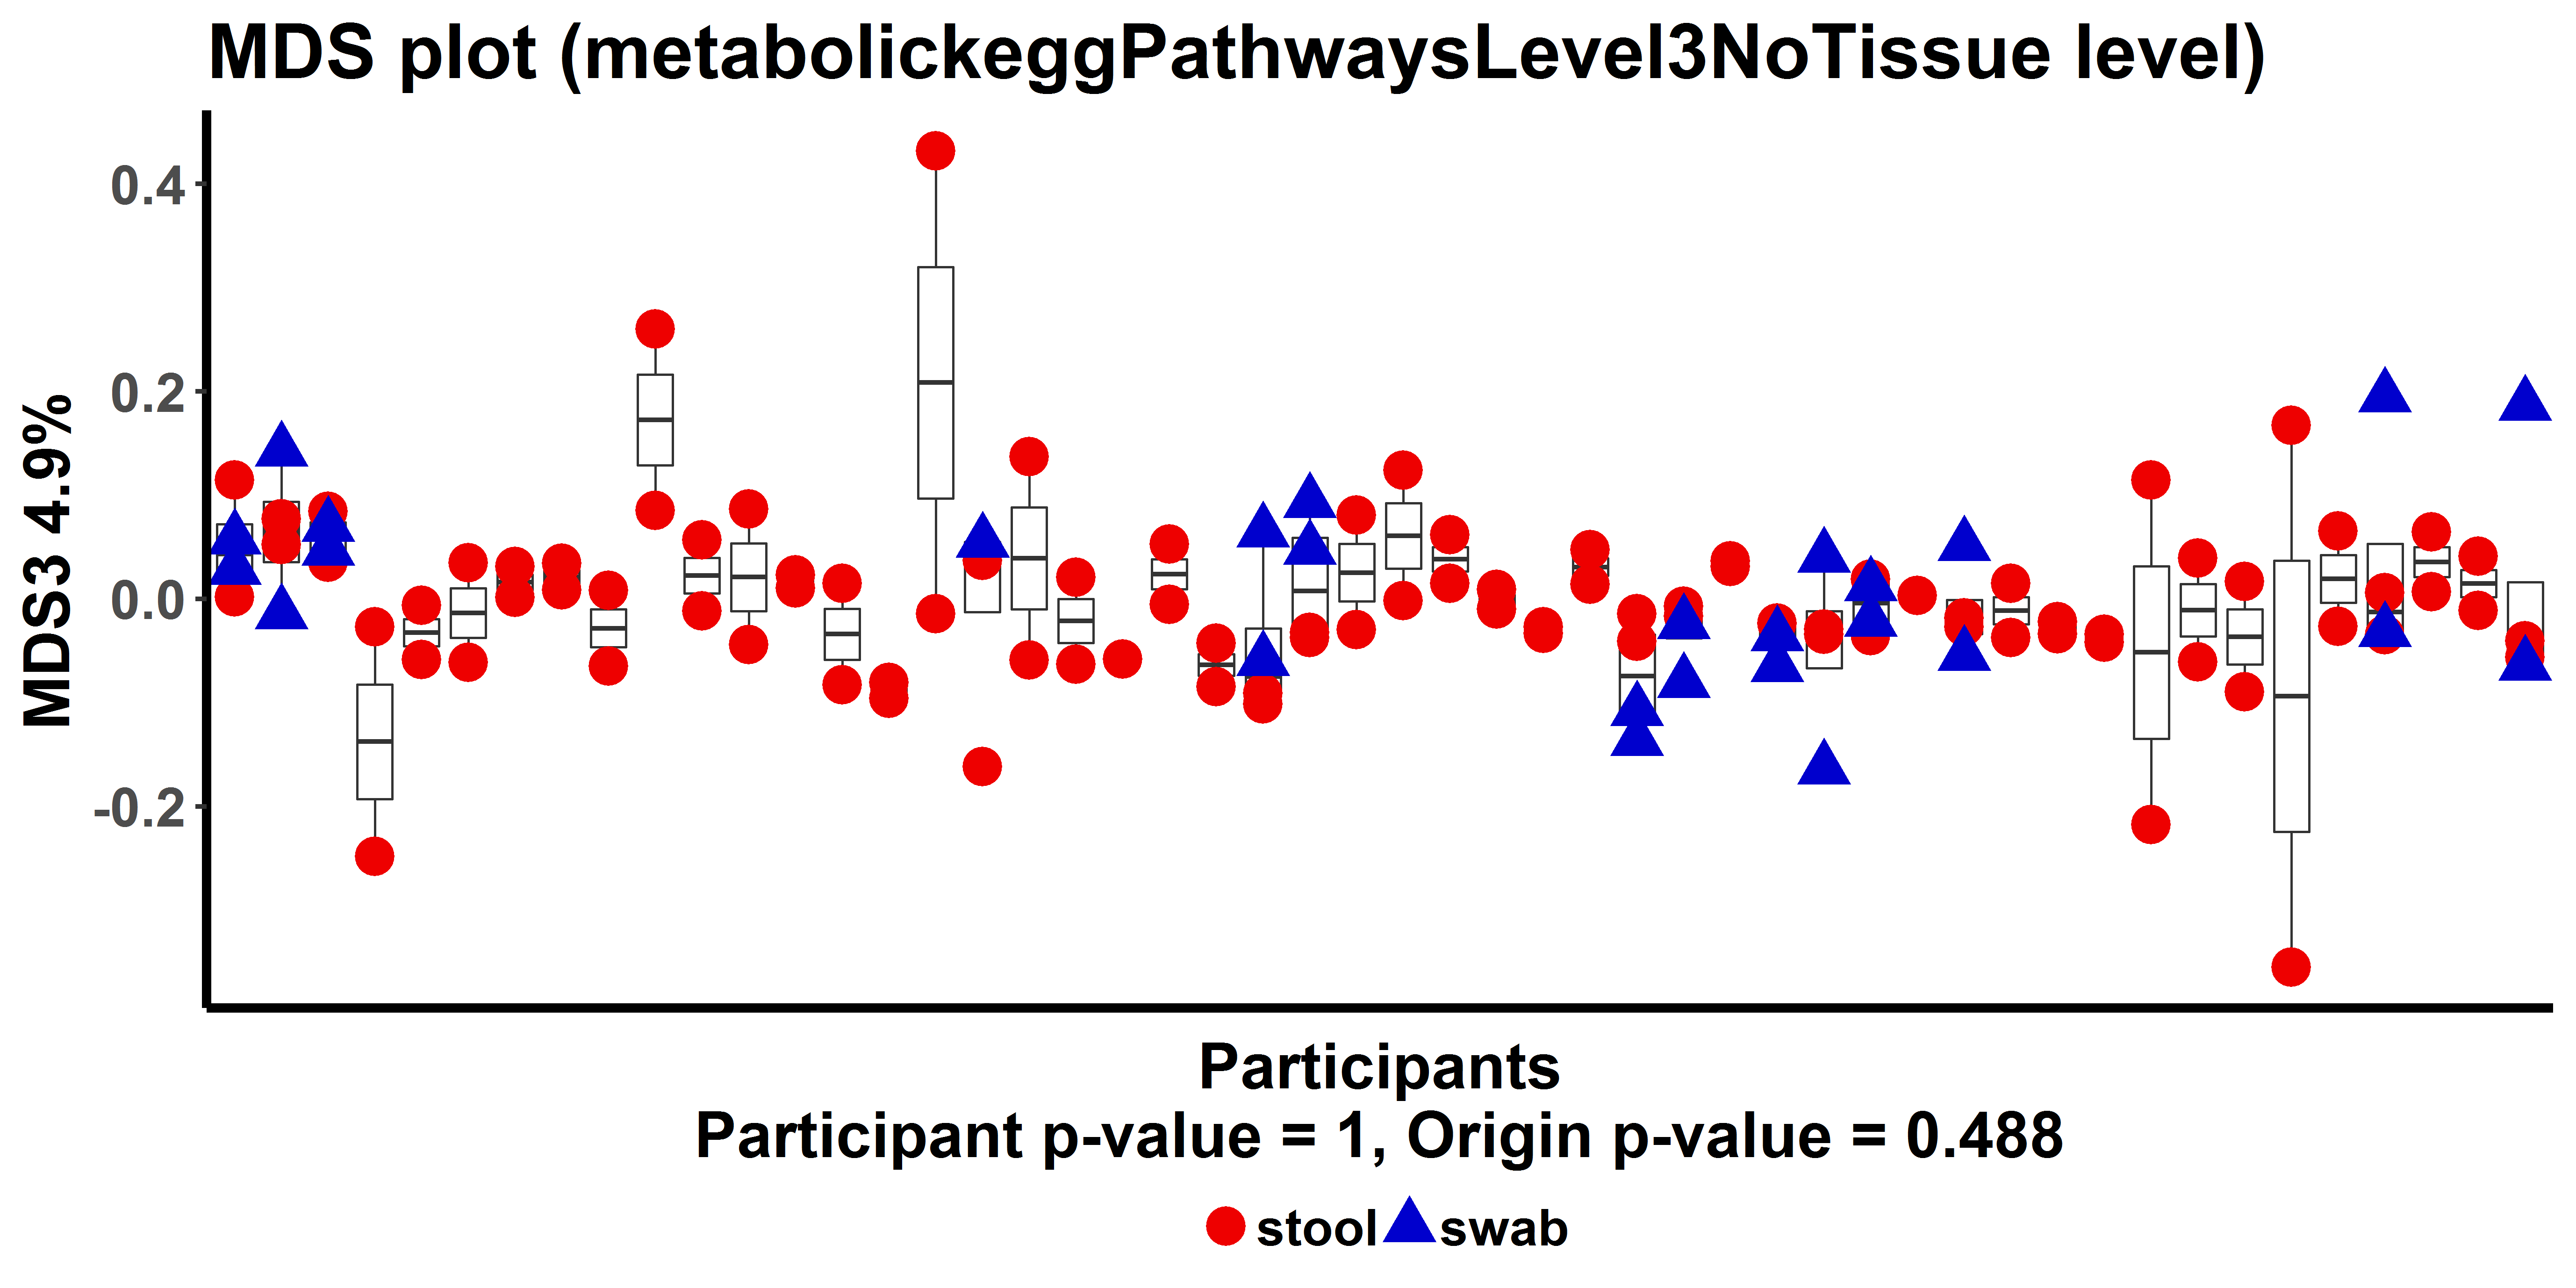 MDS plot (metabolickeggPathwaysLevel3NoTissue level)
MDS3 4.9%
0.4
0.2
0.0
-0.2
Participants
Participant p-value = 1, Origin p-value = 0.488
stool swab